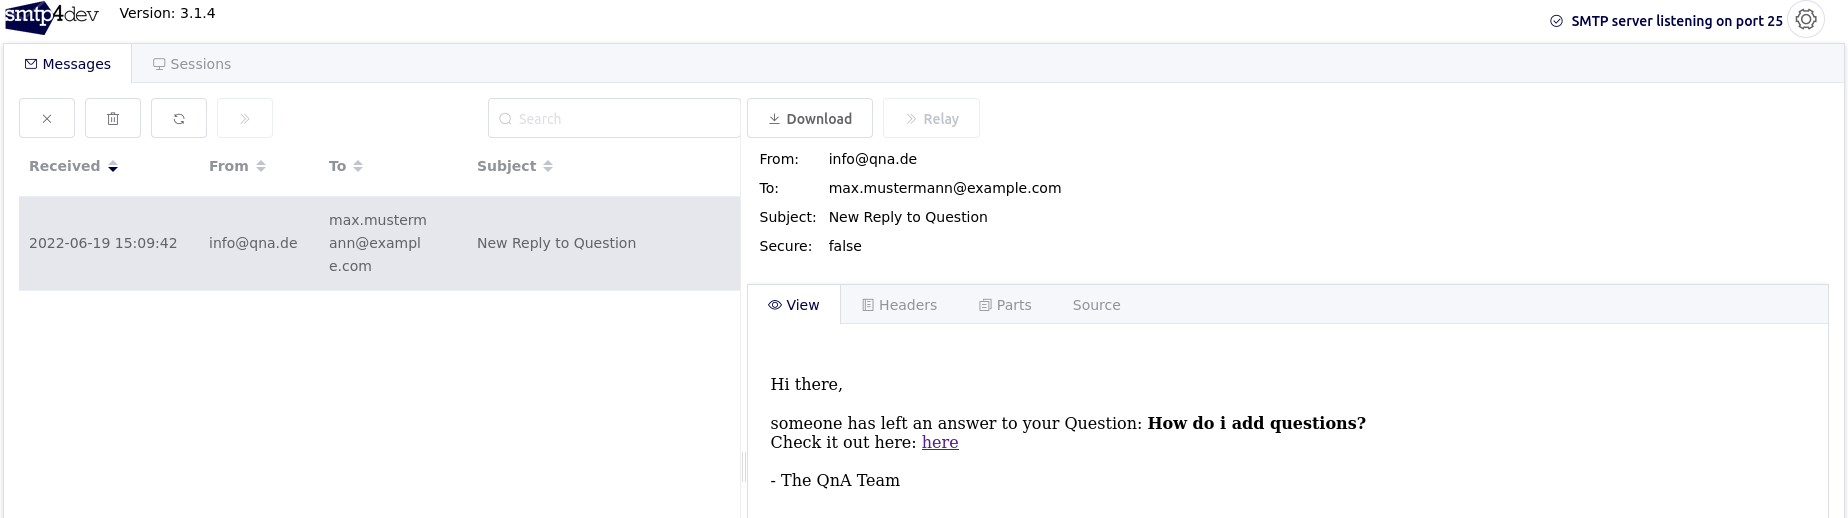 smtp4dev
Version: 3.1.4
SMTP server listening on port 25
Messages
Sessions
Search
Download
Relay
Received
From
To
Subject
2022-06-19 15:09:42
info@qna.de
max.musterm
ann@exampl
e.com
New Reply to Question
From: info@qna.de
To: max.mustermann@example.com
Subject: New Reply to Question
Secure: false
View
Headers
Parts
Source
Hi there,
someone has left an answer to your Question: How do i add questions?
Check it out here: here
- The QnA Team